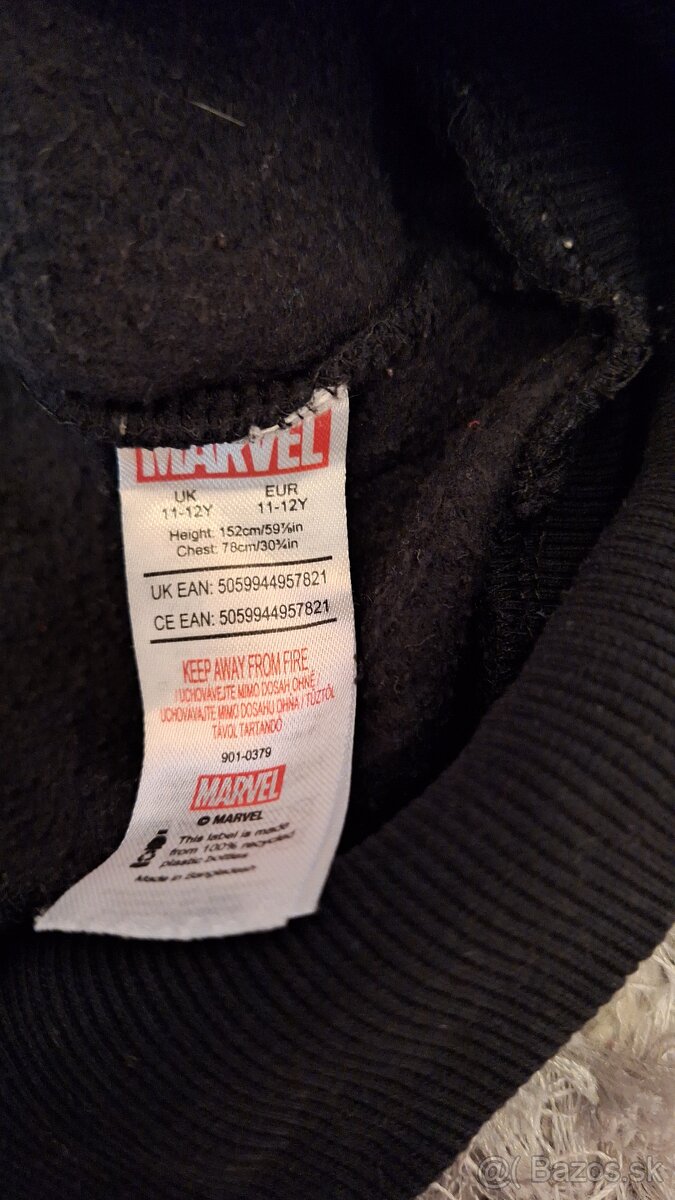 MARVEL
UK EUR
11-12Y 11-12Y
Height: 152cm/59⅞in
Chest: 78cm/30¾in
UK EAN: 5059944957821
CE EAN: 5059944957821
KEEP AWAY FROM FIRE
/ UCHOVÁVEJTE MIMO DOSAH OHNĚ
UCHOVÁVAJTE MIMO DOSAHU OHŇA / TŰZTŐL
TÁVOL TARTANDÓ
901-0379
MARVEL
© MARVEL
This label is made
from 100% recycled
plastic bottles
Made in Bangladesh
@( Bazos.sk